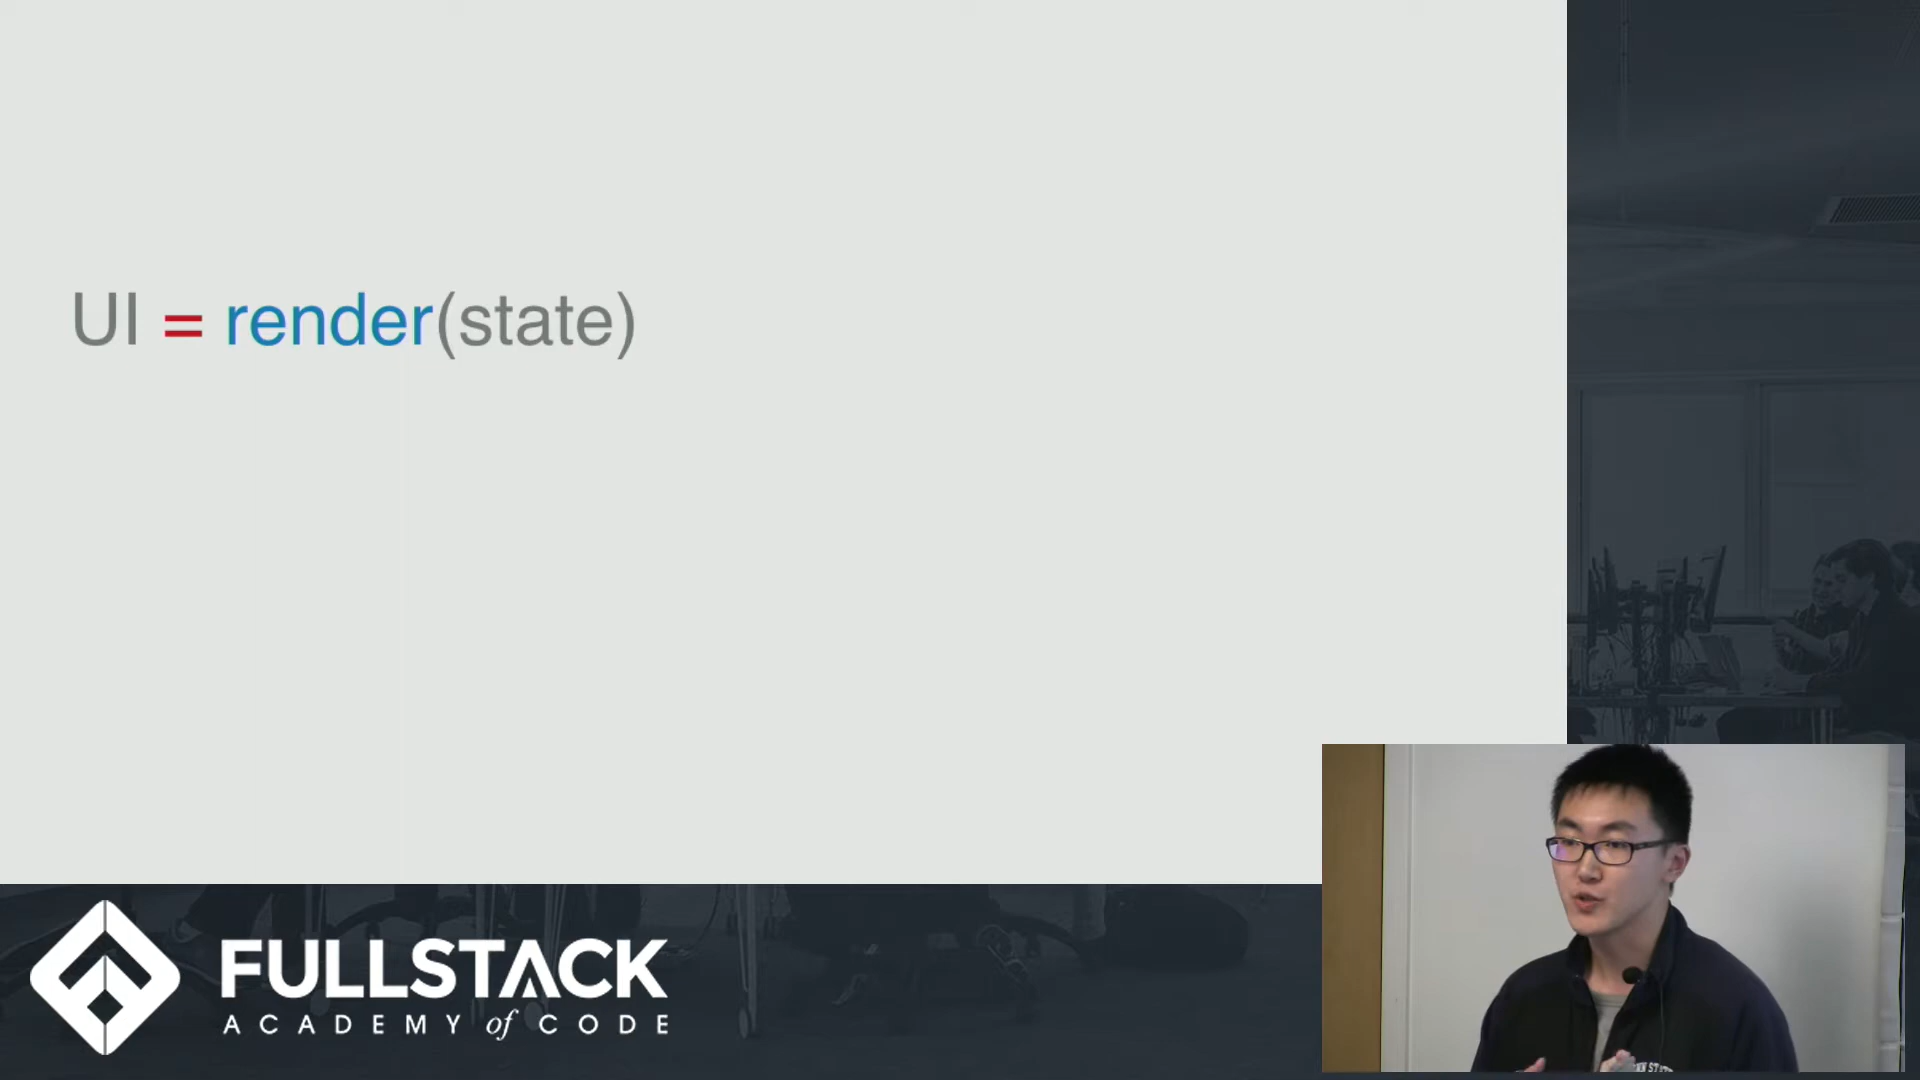 UI = render(state)
FULLSTACK
ACADEMY of CODE